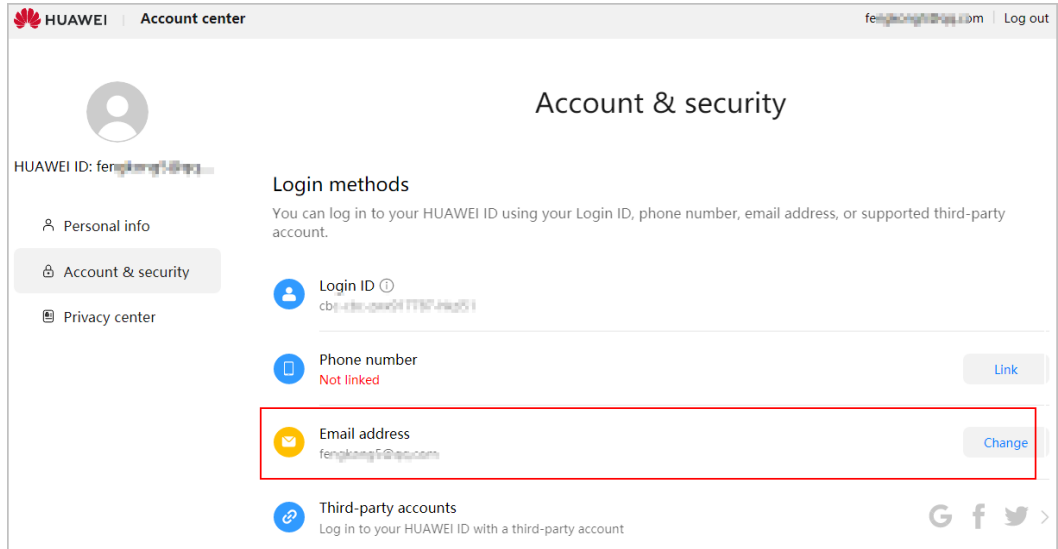 HUAWEI Account center
Log out
Account & security
HUAWEI ID:
Login methods
You can log in to your HUAWEI ID using your Login ID, phone number, email address, or supported third-party
account.
Personal info
Account & security
Privacy center
Login ID
Phone number
Not linked
Link
Email address
Change
Third-party accounts
Log in to your HUAWEI ID with a third-party account